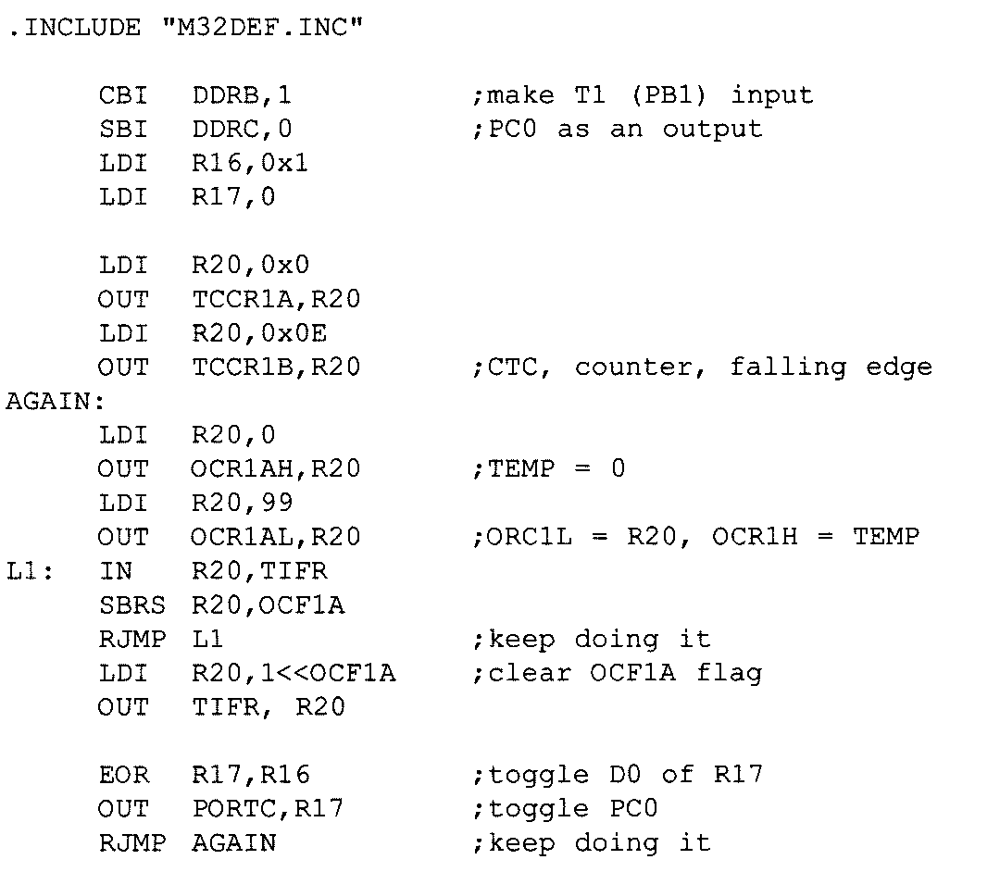 .INCLUDE "M32DEF.INC"
CBI DDRB,1 ;make T1 (PB1) input
SBI DDRC,0 ;PC0 as an output
LDI R16,0x1
LDI R17,0
LDI R20,0x0
OUT TCCR1A,R20
LDI R20,0x0E
OUT TCCR1B,R20 ;CTC, counter, falling edge
AGAIN:
LDI R20,0
OUT OCR1AH,R20 ;TEMP = 0
LDI R20,99
OUT OCR1AL,R20 ;ORC1L = R20, OCR1H = TEMP
L1: IN R20,TIFR
SBRS R20,OCF1A
RJMP L1 ;keep doing it
LDI R20,1<<OCF1A ;clear OCF1A flag
OUT TIFR, R20
EOR R17,R16 ;toggle D0 of R17
OUT PORTC,R17 ;toggle PC0
RJMP AGAIN ;keep doing it